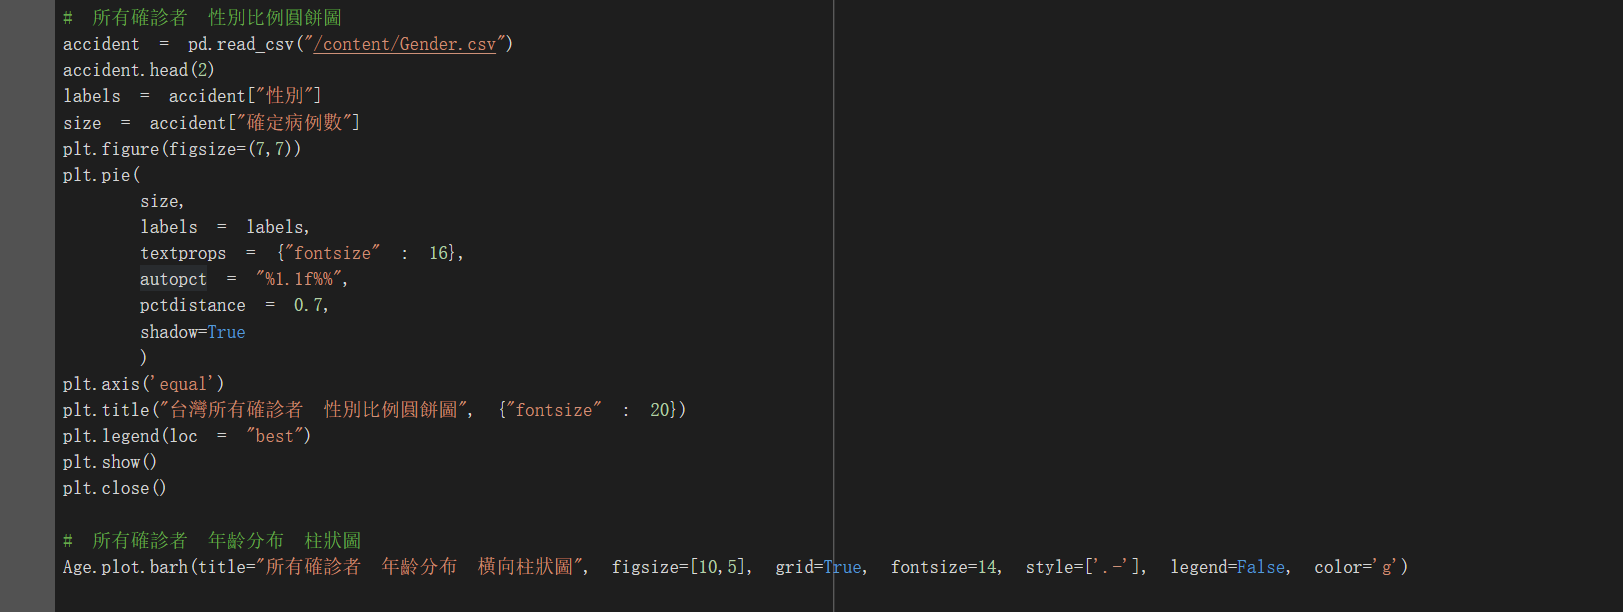 # 所有確診者 性別比例圓餅圖
accident = pd.read_csv("/content/Gender.csv")
accident.head(2)
labels = accident["性別"]
size = accident["確定病例數"]
plt.figure(figsize=(7,7))
plt.pie(
size,
labels = labels,
textprops = {"fontsize" : 16},
autopct = "%1.1f%%",
pctdistance = 0.7,
shadow=True
)
plt.axis('equal')
plt.title("台灣所有確診者 性別比例圓餅圖", {"fontsize" : 20})
plt.legend(loc = "best")
plt.show()
plt.close()
# 所有確診者 年齡分布 柱狀圖
Age.plot.barh(title="所有確診者 年齡分布 橫向柱狀圖", figsize=[10,5], grid=True, fontsize=14, style=['.-'], legend=False, color='g')